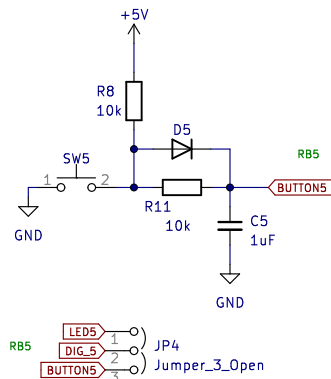 +5V
R8
10k
D5
RB5
SW5
1
2
BUTTON5
R11
10k
C5
1uF
GND
GND
LED5
1
JP4
RB5
DIG_5
2
Jumper_3_Open
BUTTON5
3